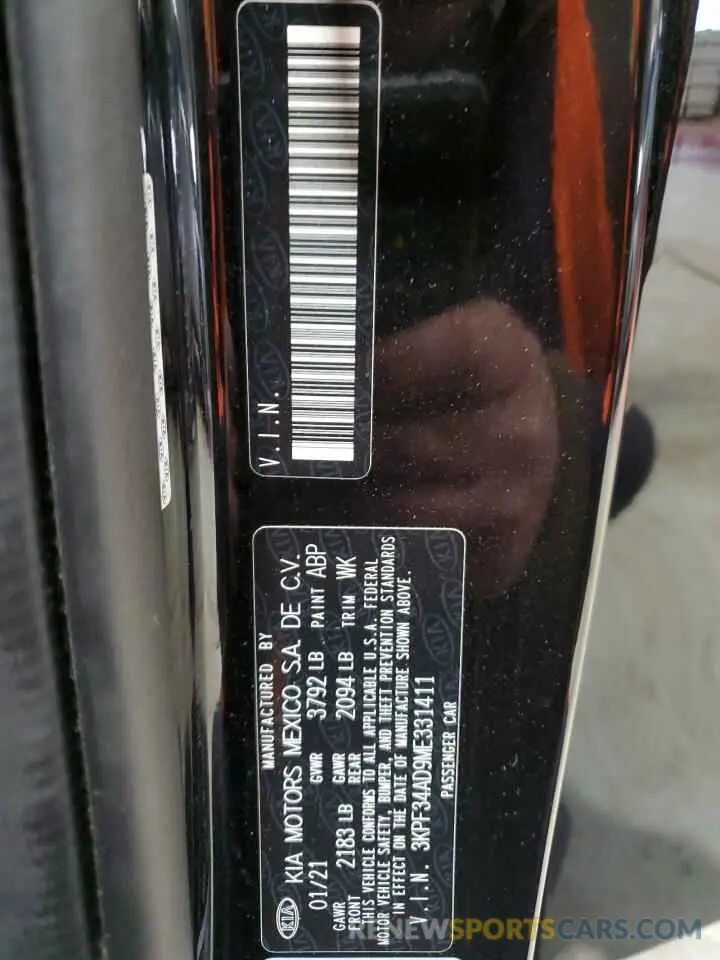 V.I.N.
MANUFACTURED BY
KIA KIA MOTORS MEXICO S.A. DE C.V.
01/21 GVWR 3792 LB PAINT ABP
GAWR FRONT 2183 LB GAWR REAR 2094 LB TRIM WK
THIS VEHICLE CONFORMS TO ALL APPLICABLE U.S.A. FEDERAL
MOTOR VEHICLE SAFETY, BUMPER, AND THEFT PREVENTION STANDARDS
IN EFFECT ON THE DATE OF MANUFACTURE SHOWN ABOVE.
V.I.N. 3KPF34AD9ME331411
PASSENGER CAR
RENEWSPORTSCARS.COM